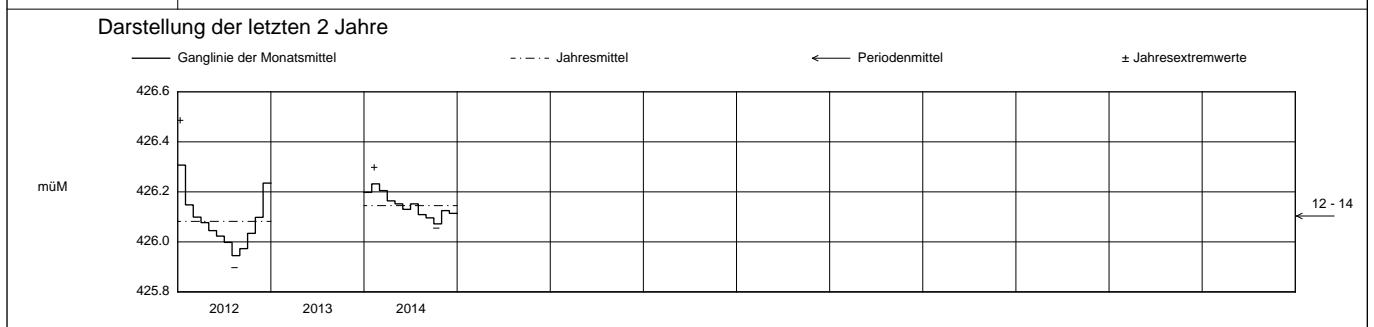 Darstellung der letzten 2 Jahre
Ganglinie der Monatsmittel Jahresmittel Periodenmittel ± Jahresextremwerte
426.6
426.4
müM
426.2
12 - 14
426.0
425.8
2012 2013 2014